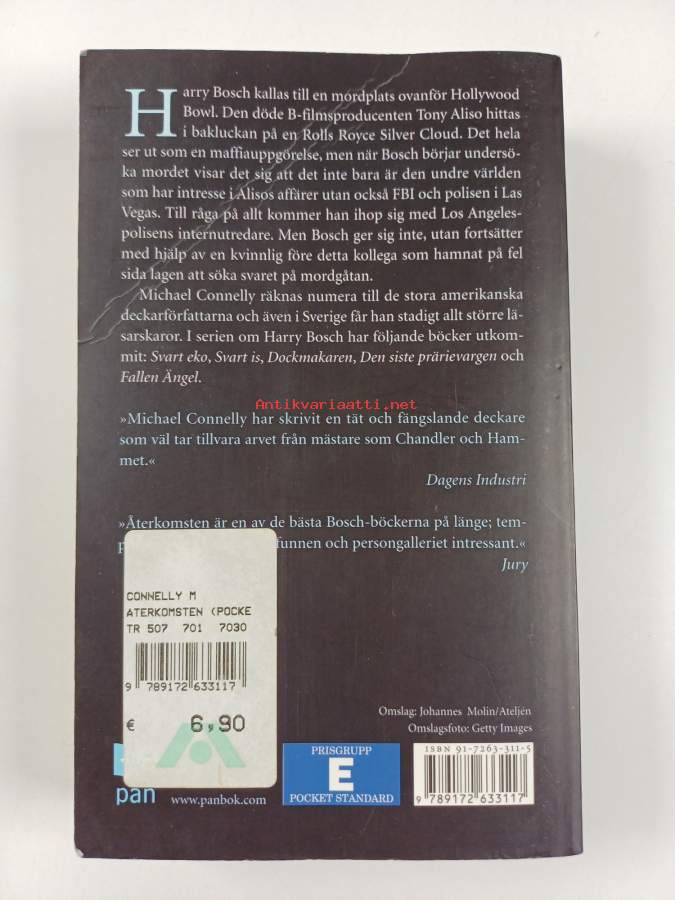 Harry Bosch kallas till en mordplats ovanför Hollywood
Bowl. Den döde B-filmsproducenten Tony Aliso hittas
i bakluckan på en Rolls Royce Silver Cloud. Det hela
ser ut som en maffiauppgörelse, men när Bosch börjar undersö-
ka mordet visar det sig att det inte bara är den undre världen
som har intresse i Alisos affärer utan också FBI och polisen i Las
Vegas. Till råga på allt kommer han ihop sig med Los Angeles-
polisens internutredare. Men Bosch ger sig inte, utan fortsätter
med hjälp av en kvinnlig före detta kollega som hamnat på fel
sida lagen att söka svaret på mordgåtan.
Michael Connelly räknas numera till de stora amerikanska
deckarförfattarna och även i Sverige får han stadigt allt större lä-
sarskaror. I serien om Harry Bosch har följande böcker utkom-
mit: Svart eko, Svart is, Dockmakaren, Den siste prärievargen och
Fallen Ängel.
Antikvariaatti.net
»Michael Connelly har skrivit en tät och fängslande deckare
som väl tar tillvara arvet från mästare som Chandler och Ham-
met.«
Dagens Industri
»Återkomsten är en av de bästa Bosch-böckerna på länge; tem-
funnen och persongalleriet intressant.«
Jury
CONNELLY M
ATERKOMSTEN (POCKE
TR 507 701 7030
9 789172 633117
€ 6,90
Omslag: Johannes Molin/Ateljén
Omslagsfoto: Getty Images
pan
www.panbok.com
PRISGRUPP
E
POCKET STANDARD
ISBN 91-7263-311-5
9 789172 633117